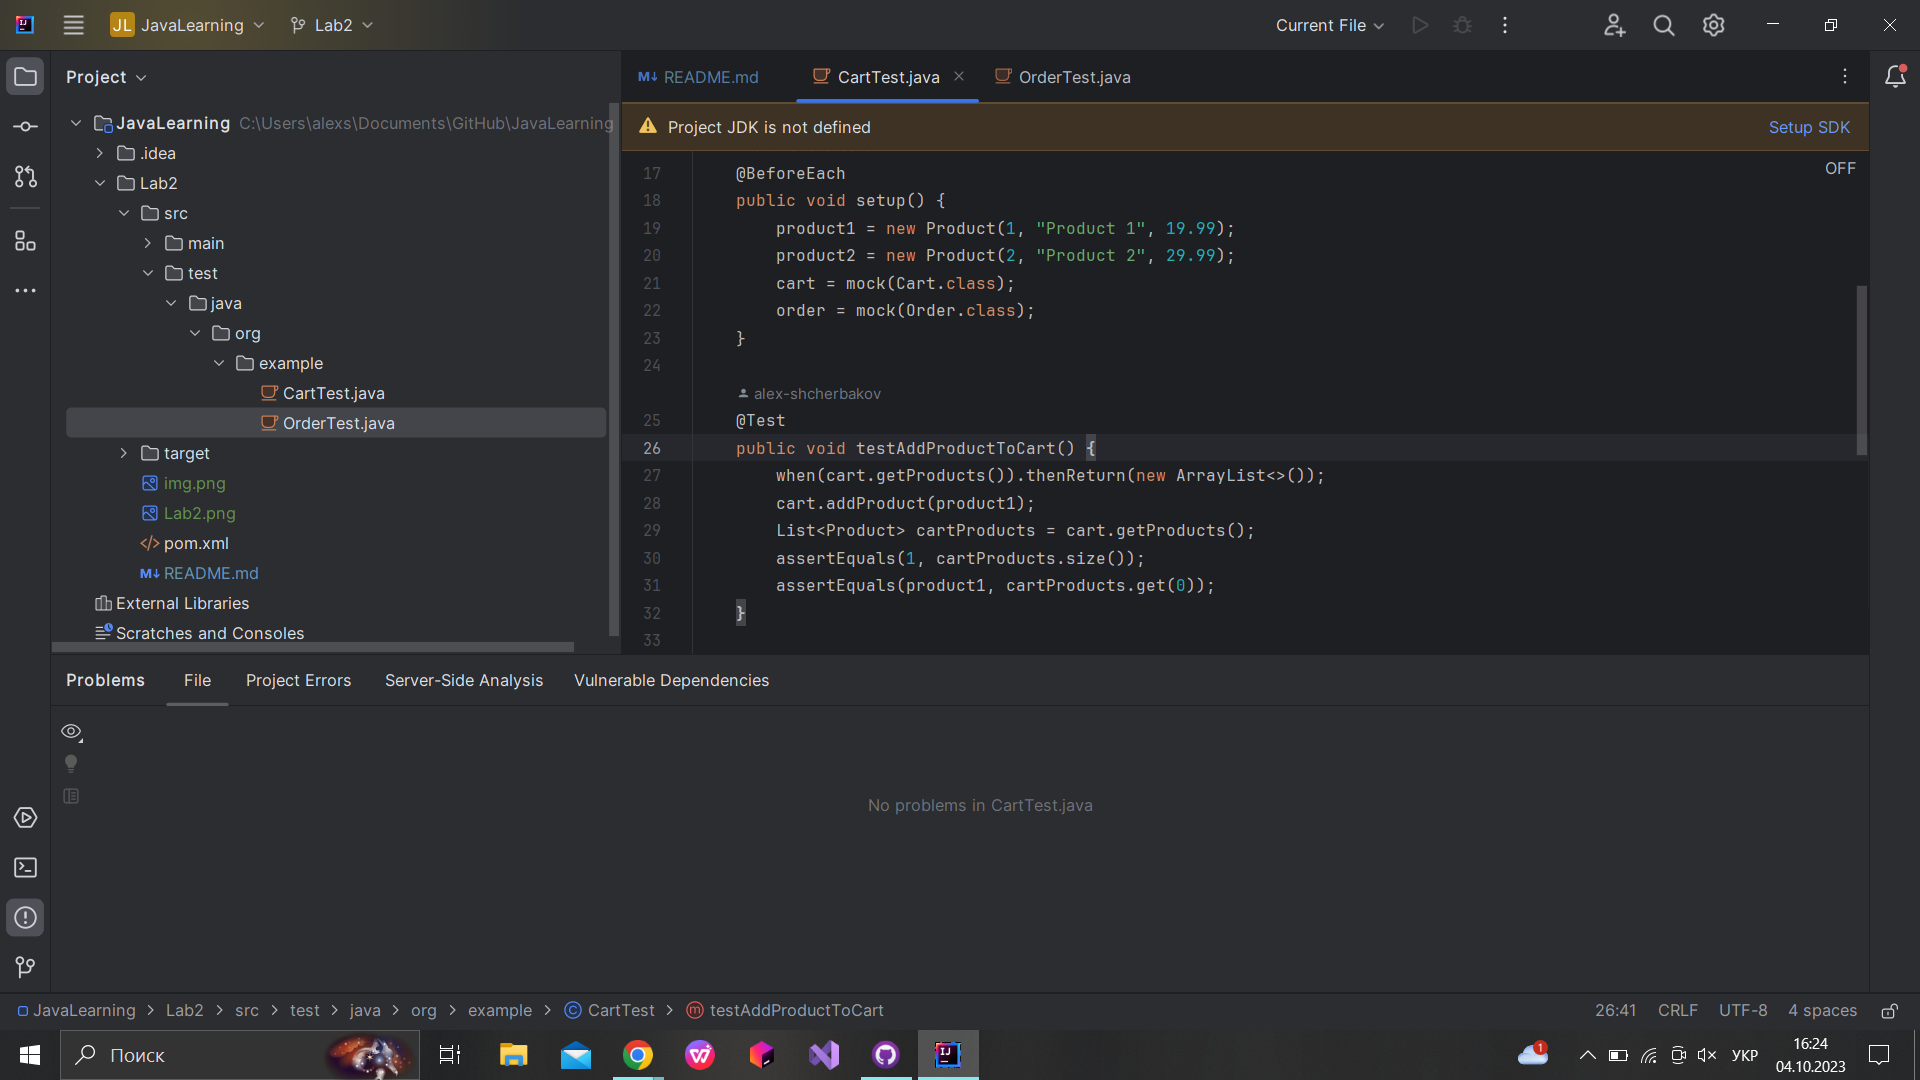 JL JavaLearning Lab2 Current File
Project
JavaLearning C:\Users\alexs\Documents\GitHub\JavaLearning
.idea
Lab2
src
main
test
java
org
example
CartTest.java
OrderTest.java
target
img.png
Lab2.png
pom.xml
README.md
External Libraries
Scratches and Consoles
README.md CartTest.java OrderTest.java
Project JDK is not defined Setup SDK
OFF
17 @BeforeEach
18 public void setup() {
19 product1 = new Product(1, "Product 1", 19.99);
20 product2 = new Product(2, "Product 2", 29.99);
21 cart = mock(Cart.class);
22 order = mock(Order.class);
23 }
24
alex-shcherbakov
25 @Test
26 public void testAddProductToCart() {
27 when(cart.getProducts()).thenReturn(new ArrayList<>());
28 cart.addProduct(product1);
29 List<Product> cartProducts = cart.getProducts();
30 assertEquals(1, cartProducts.size());
31 assertEquals(product1, cartProducts.get(0));
32 }
33
Problems File Project Errors Server-Side Analysis Vulnerable Dependencies
No problems in CartTest.java
JavaLearning > Lab2 > src > test > java > org > example > CartTest > testAddProductToCart 26:41 CRLF UTF-8 4 spaces
Поиск 1 УКР 16:24
04.10.2023